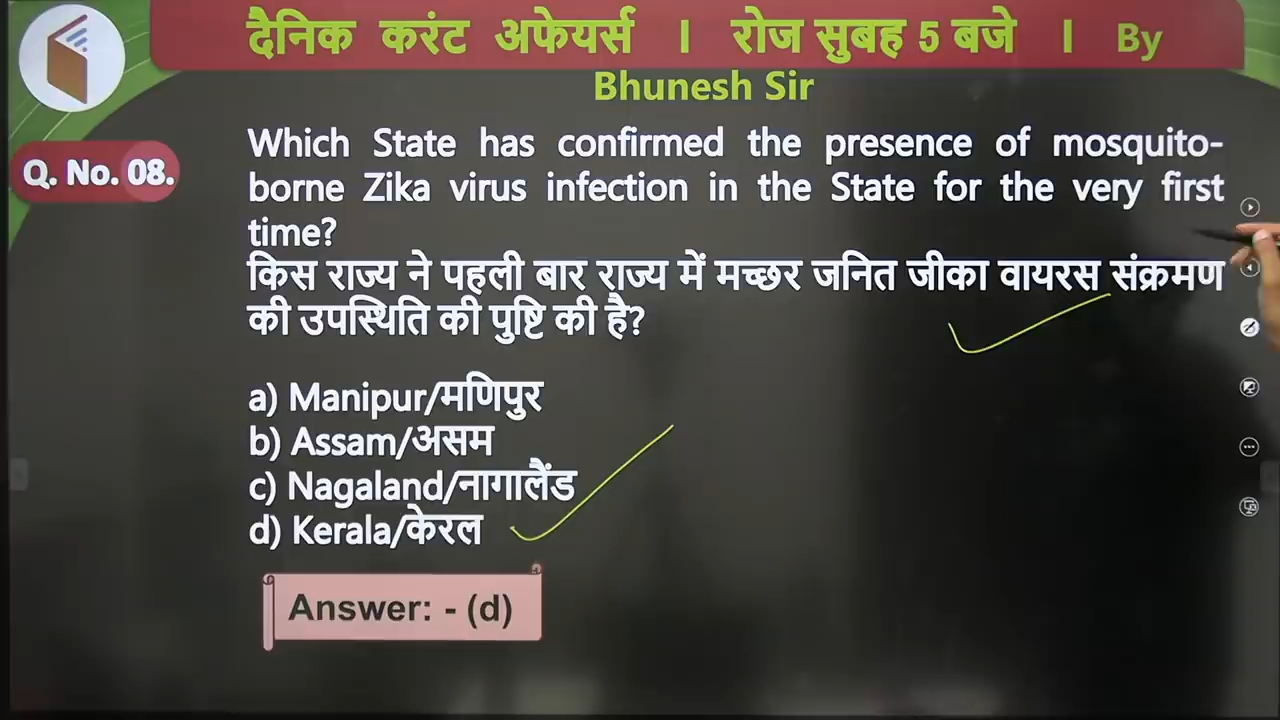 दैनिक करंट अफेयर्स । रोज सुबह 5 बजे । By
Bhunesh Sir
Q. No. 08.
Which State has confirmed the presence of mosquito-
borne Zika virus infection in the State for the very first
time?
किस राज्य ने पहली बार राज्य में मच्छर जनित जीका वायरस संक्रमण
की उपस्थिति की पुष्टि की है?
a) Manipur/मणिपुर
b) Assam/असम
c) Nagaland/नागालैंड
d) Kerala/केरल
Answer: - (d)